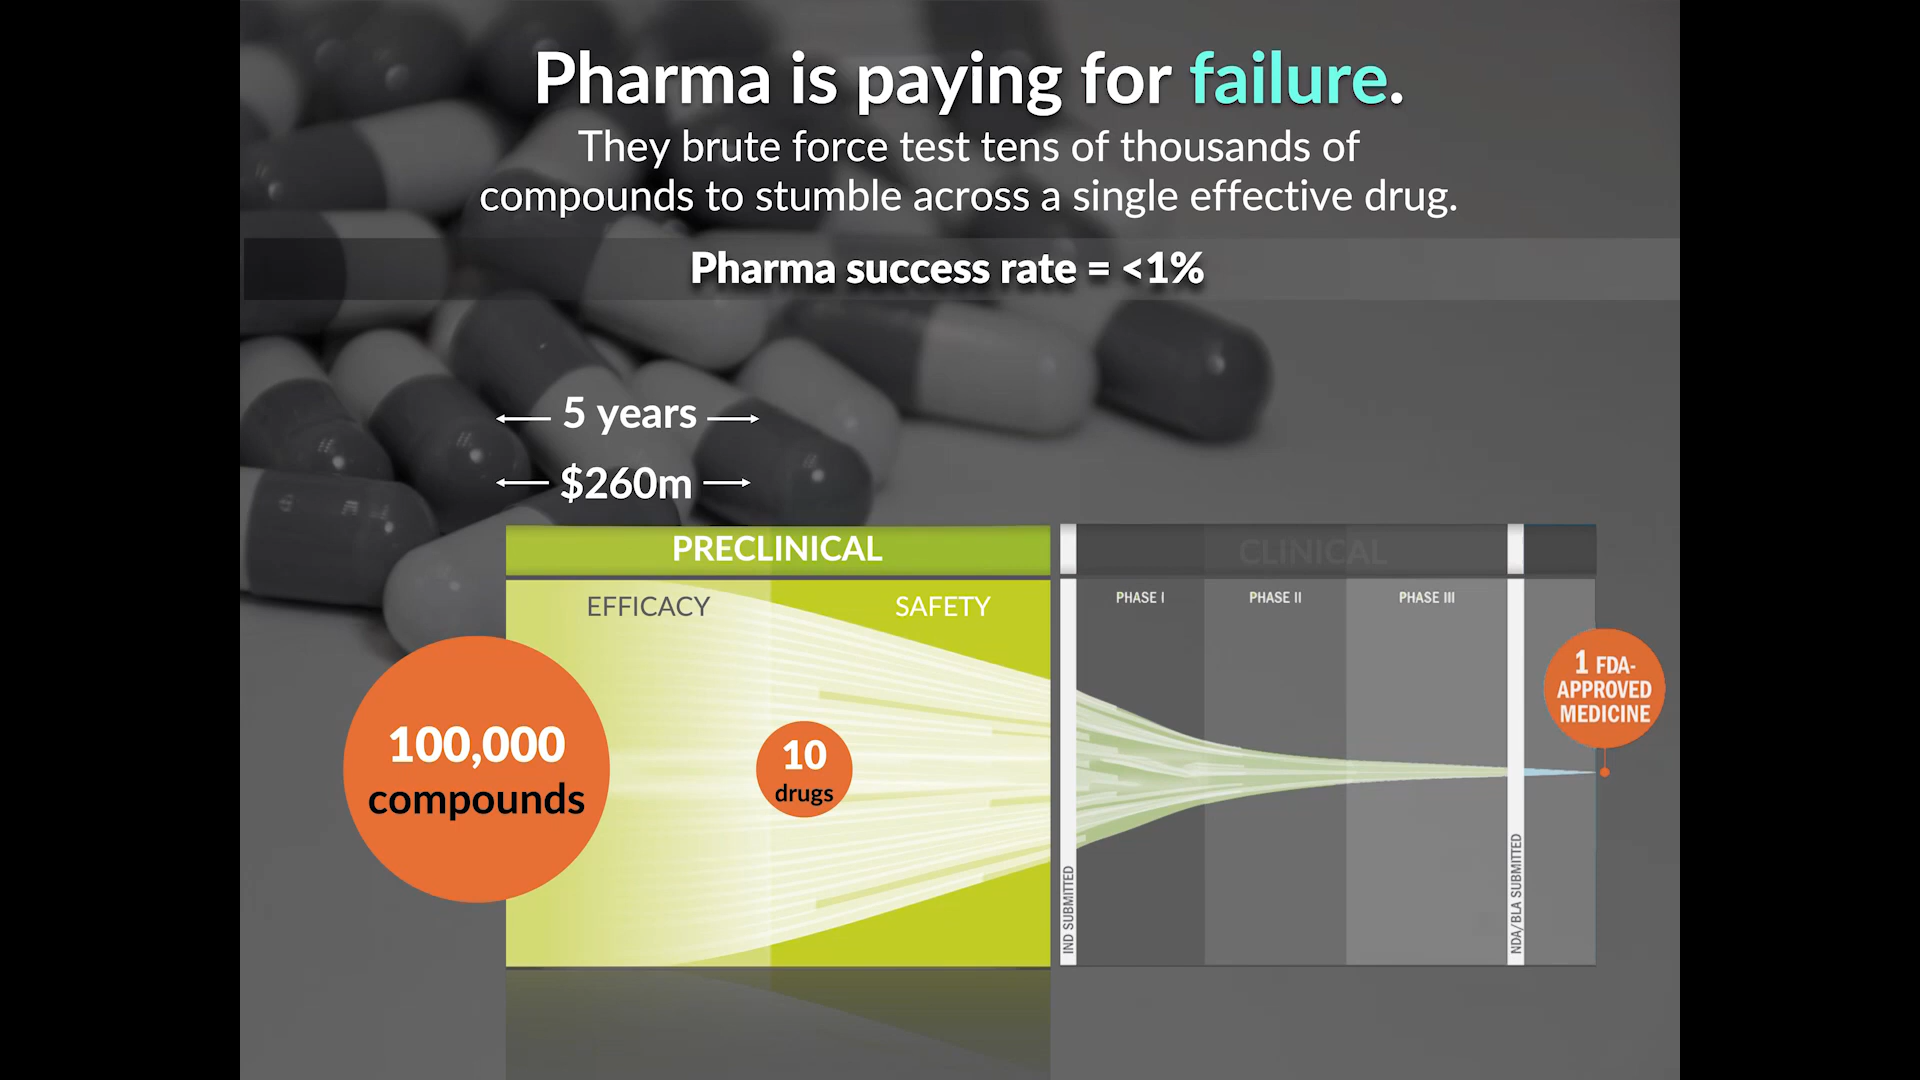 Pharma is paying for failure.
They brute force test tens of thousands of
compounds to stumble across a single effective drug.
Pharma success rate = <1%
5 years
$260m
PRECLINICAL
CLINICAL
EFFICACY
SAFETY
PHASE I
PHASE II
PHASE III
100,000
compounds
10
drugs
1 FDA-
APPROVED
MEDICINE
IND SUBMITTED
NDA/BLA SUBMITTED